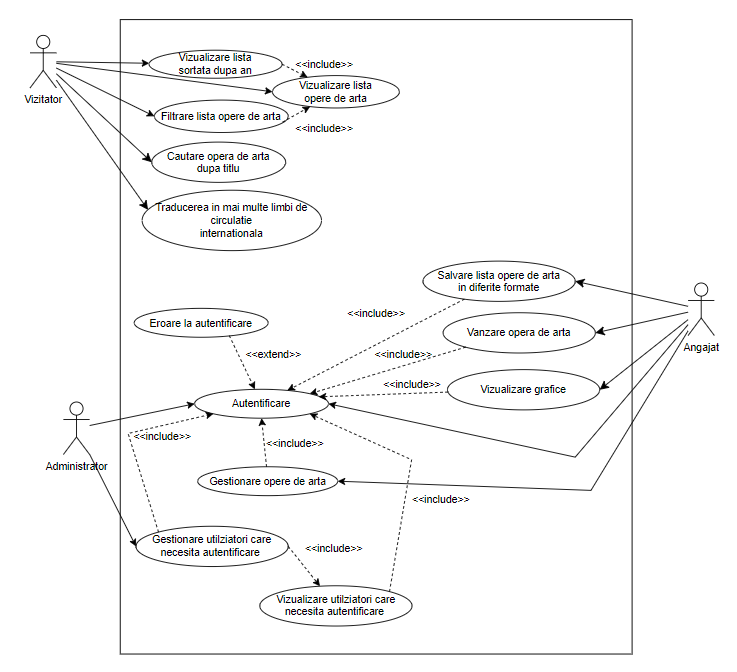 Vizitator
Vizualizare lista
sortata dupa an
<<include>>
Vizualizare lista
opere de arta
Filtrare lista opere de arta
<<include>>
Cautare opera de arta
dupa titlu
Traducerea in mai multe limbi de
circulatie
internationala
Salvare lista opere de arta
in diferite formate
Eroare la autentificare
<<include>>
Vanzare opera de arta
Angajat
<<extend>>
<<include>>
Vizualizare grafice
<<include>>
Autentificare
Administrator
<<include>>
<<include>>
Gestionare opere de arta
<<include>>
Gestionare utilziatori care
necesita autentificare
<<include>>
Vizualizare utilziatori care
necesita autentificare